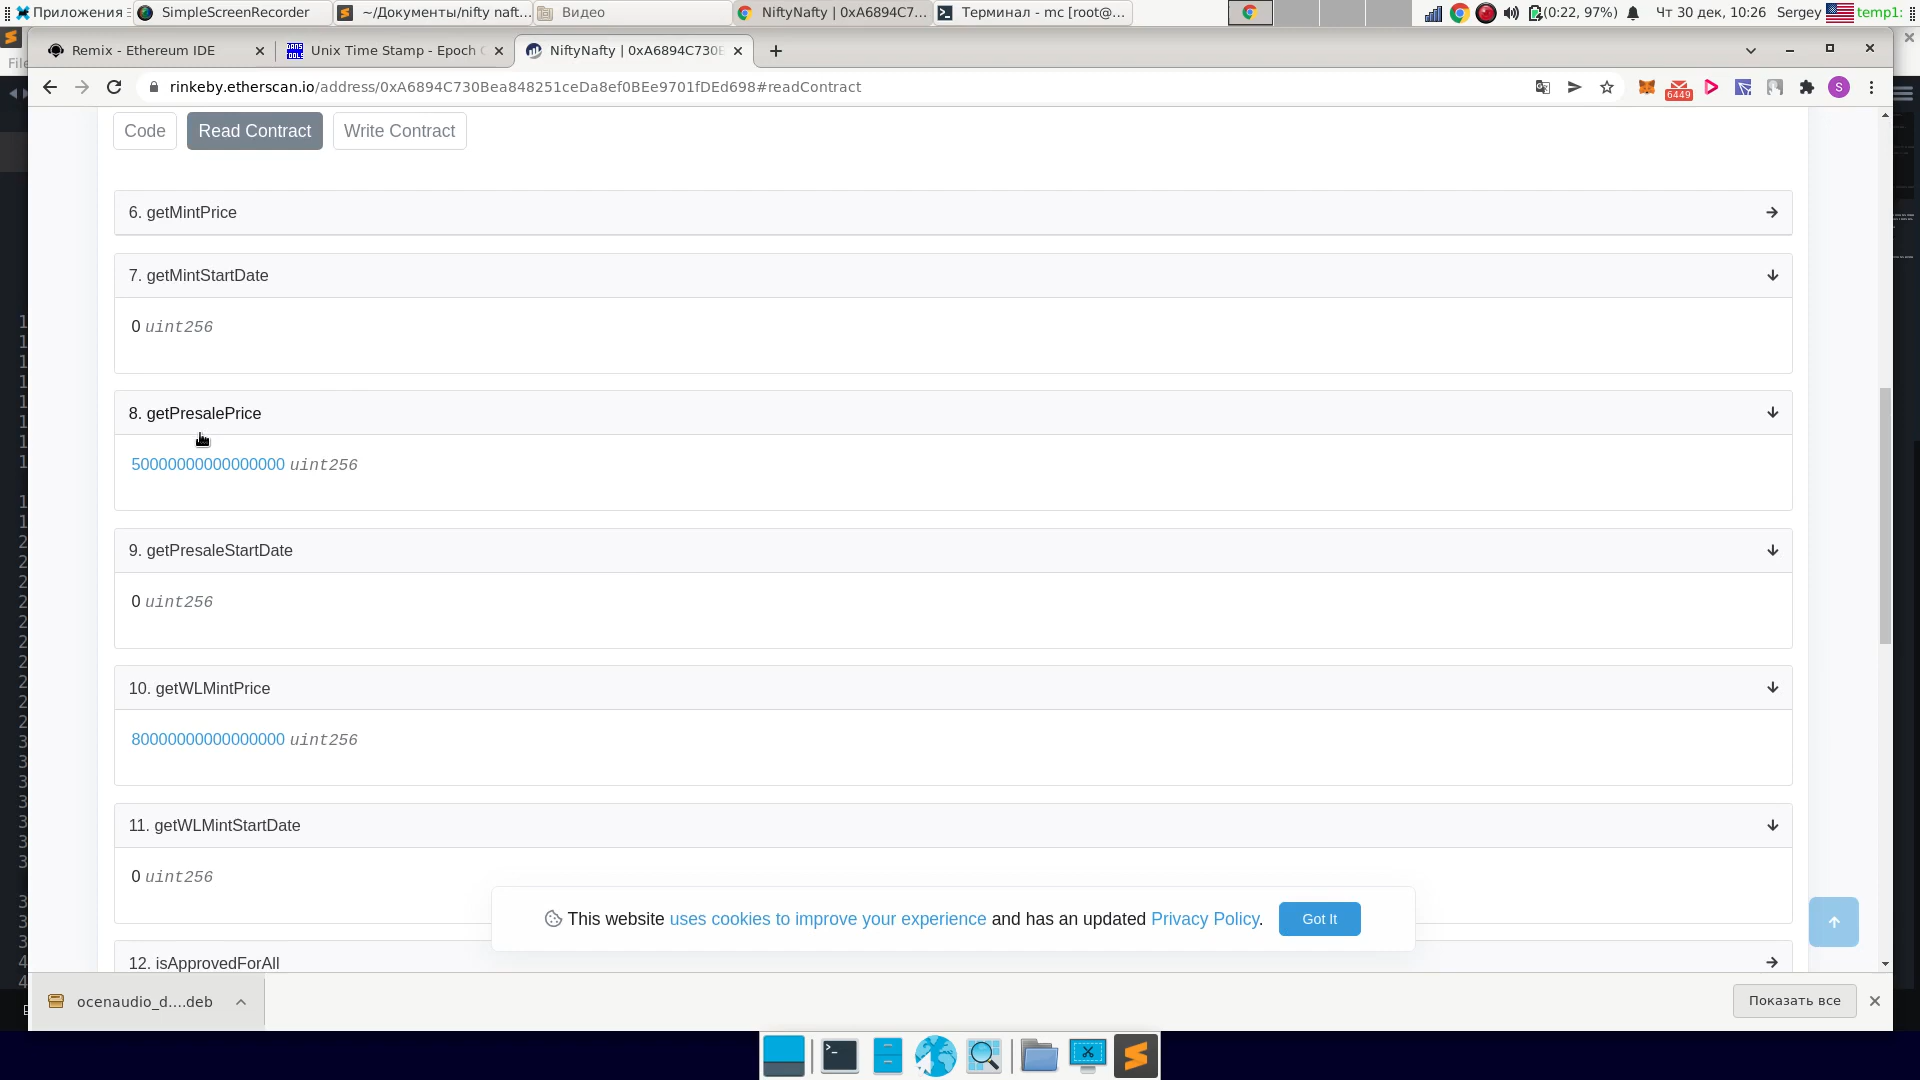 Приложения
SimpleScreenRecorder
~/Документы/nifty naft...
Видео
NiftyNafty | 0xA6894C7...
Терминал - mc [root@...
(0:22, 97%)
Чт 30 дек, 10:26
Sergey
temp1:
File
Remix - Ethereum IDE
Unix Time Stamp - Epoch C
NiftyNafty | 0xA6894C730E
rinkeby.etherscan.io/address/0xA6894C730Bea848251ceDa8ef0BEe9701fDEd698#readContract
6449
S
Code
Read Contract
Write Contract
6. getMintPrice
7. getMintStartDate
0 uint256
8. getPresalePrice
50000000000000000 uint256
9. getPresaleStartDate
0 uint256
10. getWLMintPrice
80000000000000000 uint256
11. getWLMintStartDate
0 uint256
This website uses cookies to improve your experience and has an updated Privacy Policy.
Got It
12. isApprovedForAll
ocenaudio_d....deb
Показать все